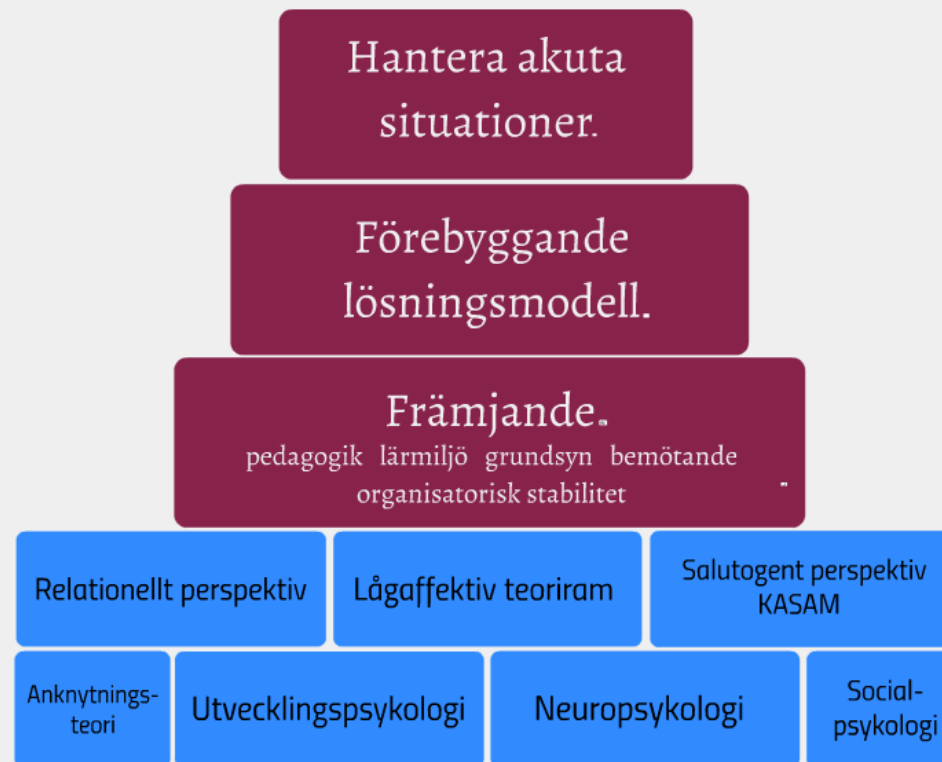 Hantera akuta
situationer.
Förebyggande
lösningsmodell.
Främjande.
pedagogik lärmiljö grundsyn bemötande
organisatorisk stabilitet
Relationellt perspektiv
Lågaffektiv teoriram
Salutogent perspektiv
KASAM
Anknytnings-
teori
Utvecklingspsykologi
Neuropsykologi
Social-
psykologi